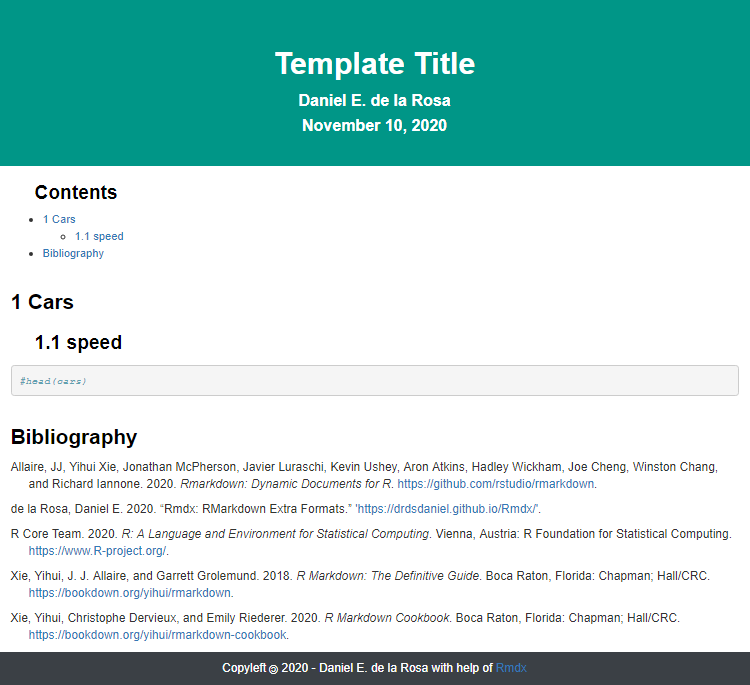 Template Title
Daniel E. de la Rosa
November 10, 2020
Contents
1 Cars
1.1 speed
Bibliography
1 Cars
1.1 speed
#head(cars)
Bibliography
Allaire, JJ, Yihui Xie, Jonathan McPherson, Javier Luraschi, Kevin Ushey, Aron Atkins, Hadley Wickham, Joe Cheng, Winston Chang,
and Richard Iannone. 2020. Rmarkdown: Dynamic Documents for R. https://github.com/rstudio/rmarkdown.
de la Rosa, Daniel E. 2020. “Rmdx: RMarkdown Extra Formats.” 'https://drdsdaniel.github.io/Rmdx/'.
R Core Team. 2020. R: A Language and Environment for Statistical Computing. Vienna, Austria: R Foundation for Statistical Computing.
https://www.R-project.org/.
Xie, Yihui, J. J. Allaire, and Garrett Grolemund. 2018. R Markdown: The Definitive Guide. Boca Raton, Florida: Chapman; Hall/CRC.
https://bookdown.org/yihui/rmarkdown.
Xie, Yihui, Christophe Dervieux, and Emily Riederer. 2020. R Markdown Cookbook. Boca Raton, Florida: Chapman; Hall/CRC.
https://bookdown.org/yihui/rmarkdown-cookbook.
Copyleft @ 2020 - Daniel E. de la Rosa with help of Rmdx